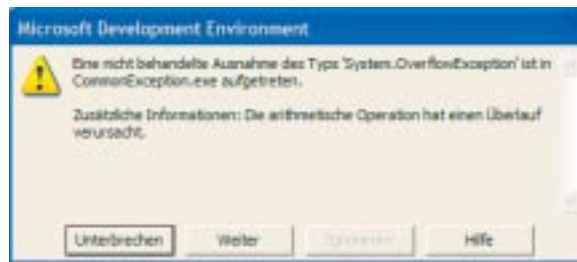 Microsoft Development Environment
Eine nicht behandelte Ausnahme des Typs 'System.OverflowException' ist in
CommonException.exe aufgetreten.
Zusätzliche Informationen: Die arithmetische Operation hat einen Überlauf
verursacht.
Unterbrechen Weiter Ignorieren Hilfe